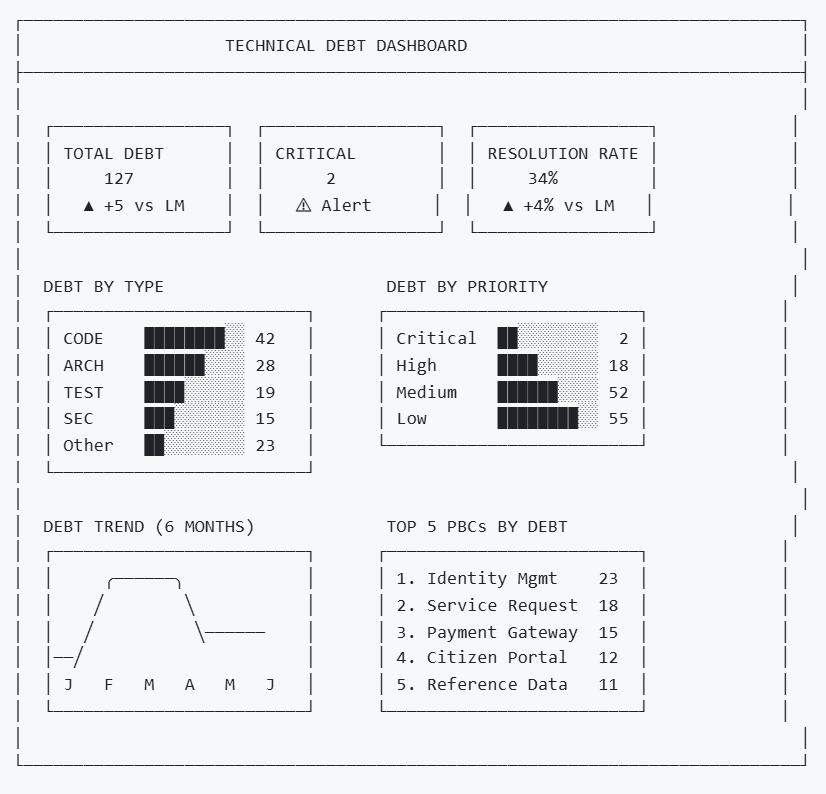 TECHNICAL DEBT DASHBOARD
TOTAL DEBT CRITICAL RESOLUTION RATE
127 2 34%
▲ +5 vs LM ⚠ Alert ▲ +4% vs LM
DEBT BY TYPE DEBT BY PRIORITY
CODE 42 Critical 2
ARCH 28 High 18
TEST 19 Medium 52
SEC 15 Low 55
Other 23
DEBT TREND (6 MONTHS) TOP 5 PBCs BY DEBT
1. Identity Mgmt 23
2. Service Request 18
3. Payment Gateway 15
4. Citizen Portal 12
J F M A M J 5. Reference Data 11